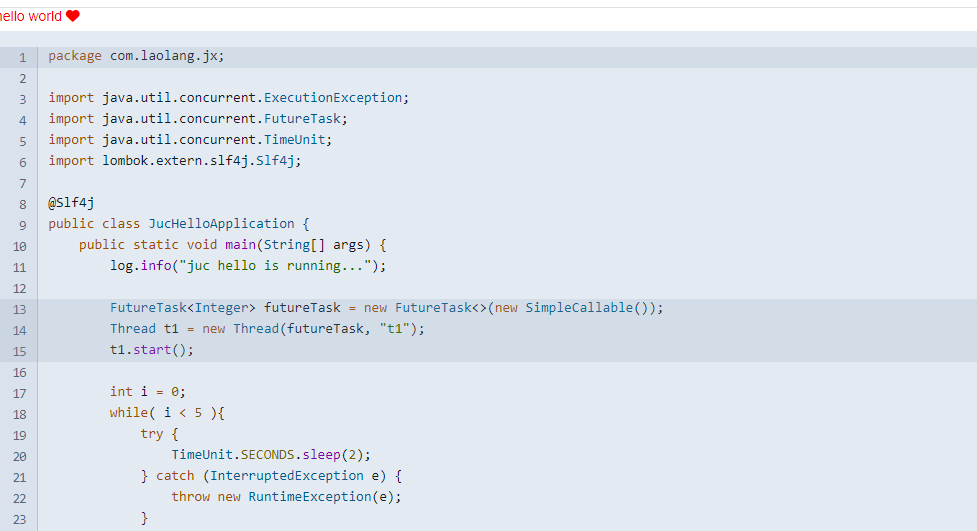 hello world ❤
1 package com.laolang.jx;
2
3 import java.util.concurrent.ExecutionException;
4 import java.util.concurrent.FutureTask;
5 import java.util.concurrent.TimeUnit;
6 import lombok.extern.slf4j.Slf4j;
7
8 @Slf4j
9 public class JucHelloApplication {
10     public static void main(String[] args) {
11         log.info("juc hello is running...");
12
13         FutureTask<Integer> futureTask = new FutureTask<>(new SimpleCallable());
14         Thread t1 = new Thread(futureTask, "t1");
15         t1.start();
16
17         int i = 0;
18         while( i < 5 ){
19             try {
20                 TimeUnit.SECONDS.sleep(2);
21             } catch (InterruptedException e) {
22                 throw new RuntimeException(e);
23             }